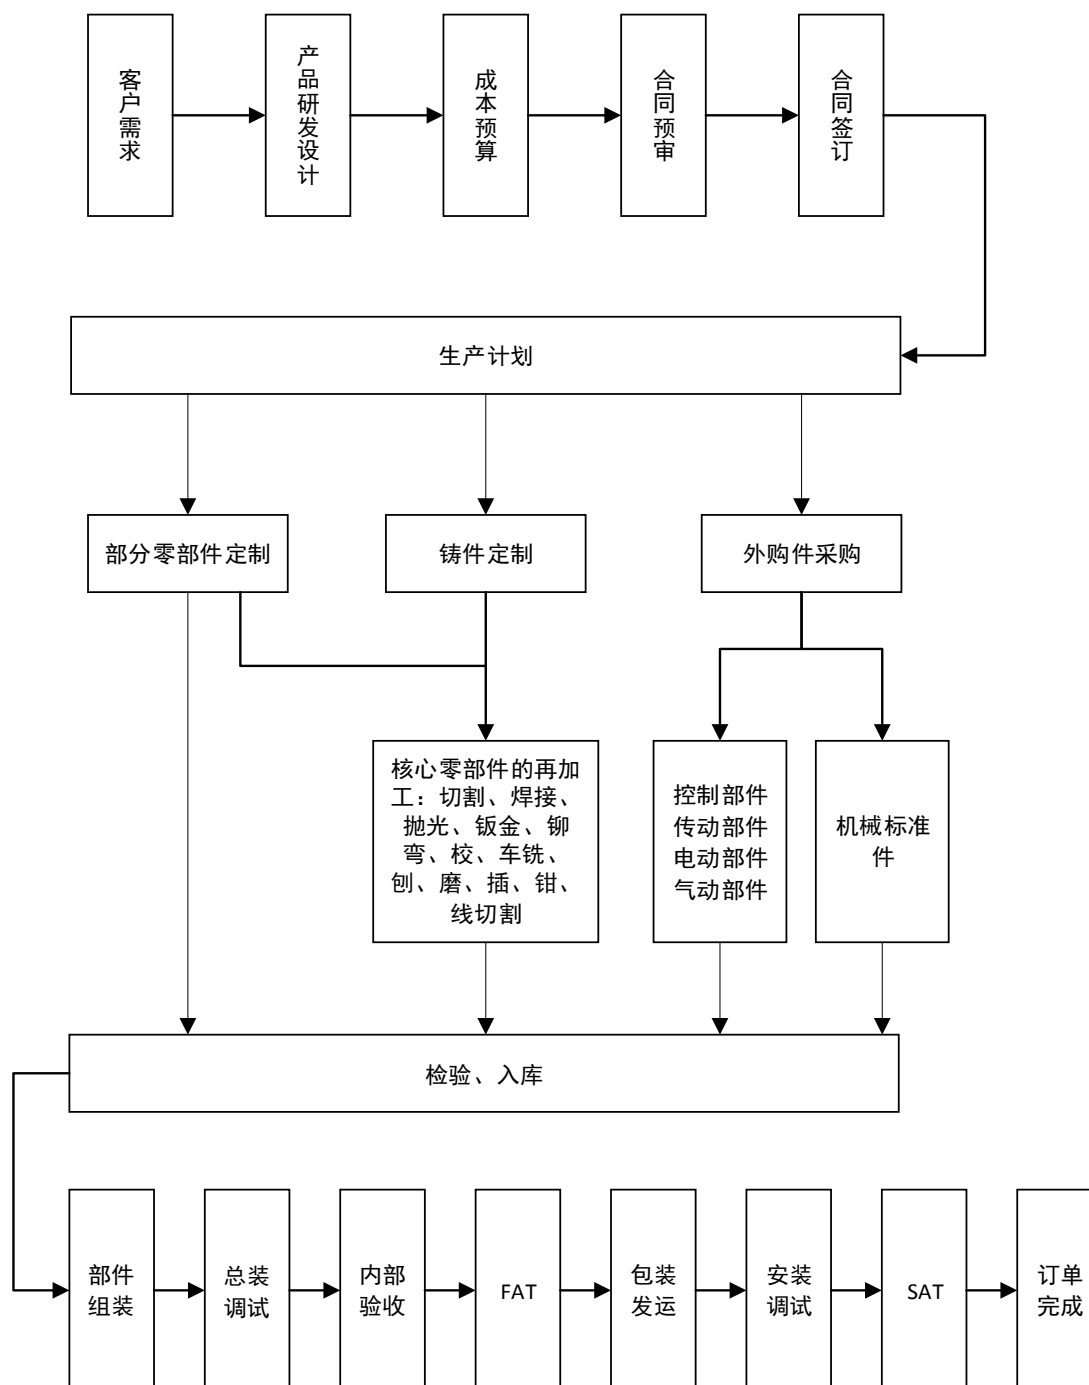 客户需求
产品研发设计
成本预算
合同预审
合同签订
生产计划
部分零部件定制
铸件定制
外购件采购
核心零部件的再加
工：切割、焊接、
抛光、钣金、铆
弯、校、车铣、
刨、磨、插、钳、
线切割
控制部件
传动部件
电动部件
气动部件
机械标准
件
检验、入库
部件
组装
总装
调试
内部
验收
FAT
包装
发运
安装
调试
SAT
订单
完成